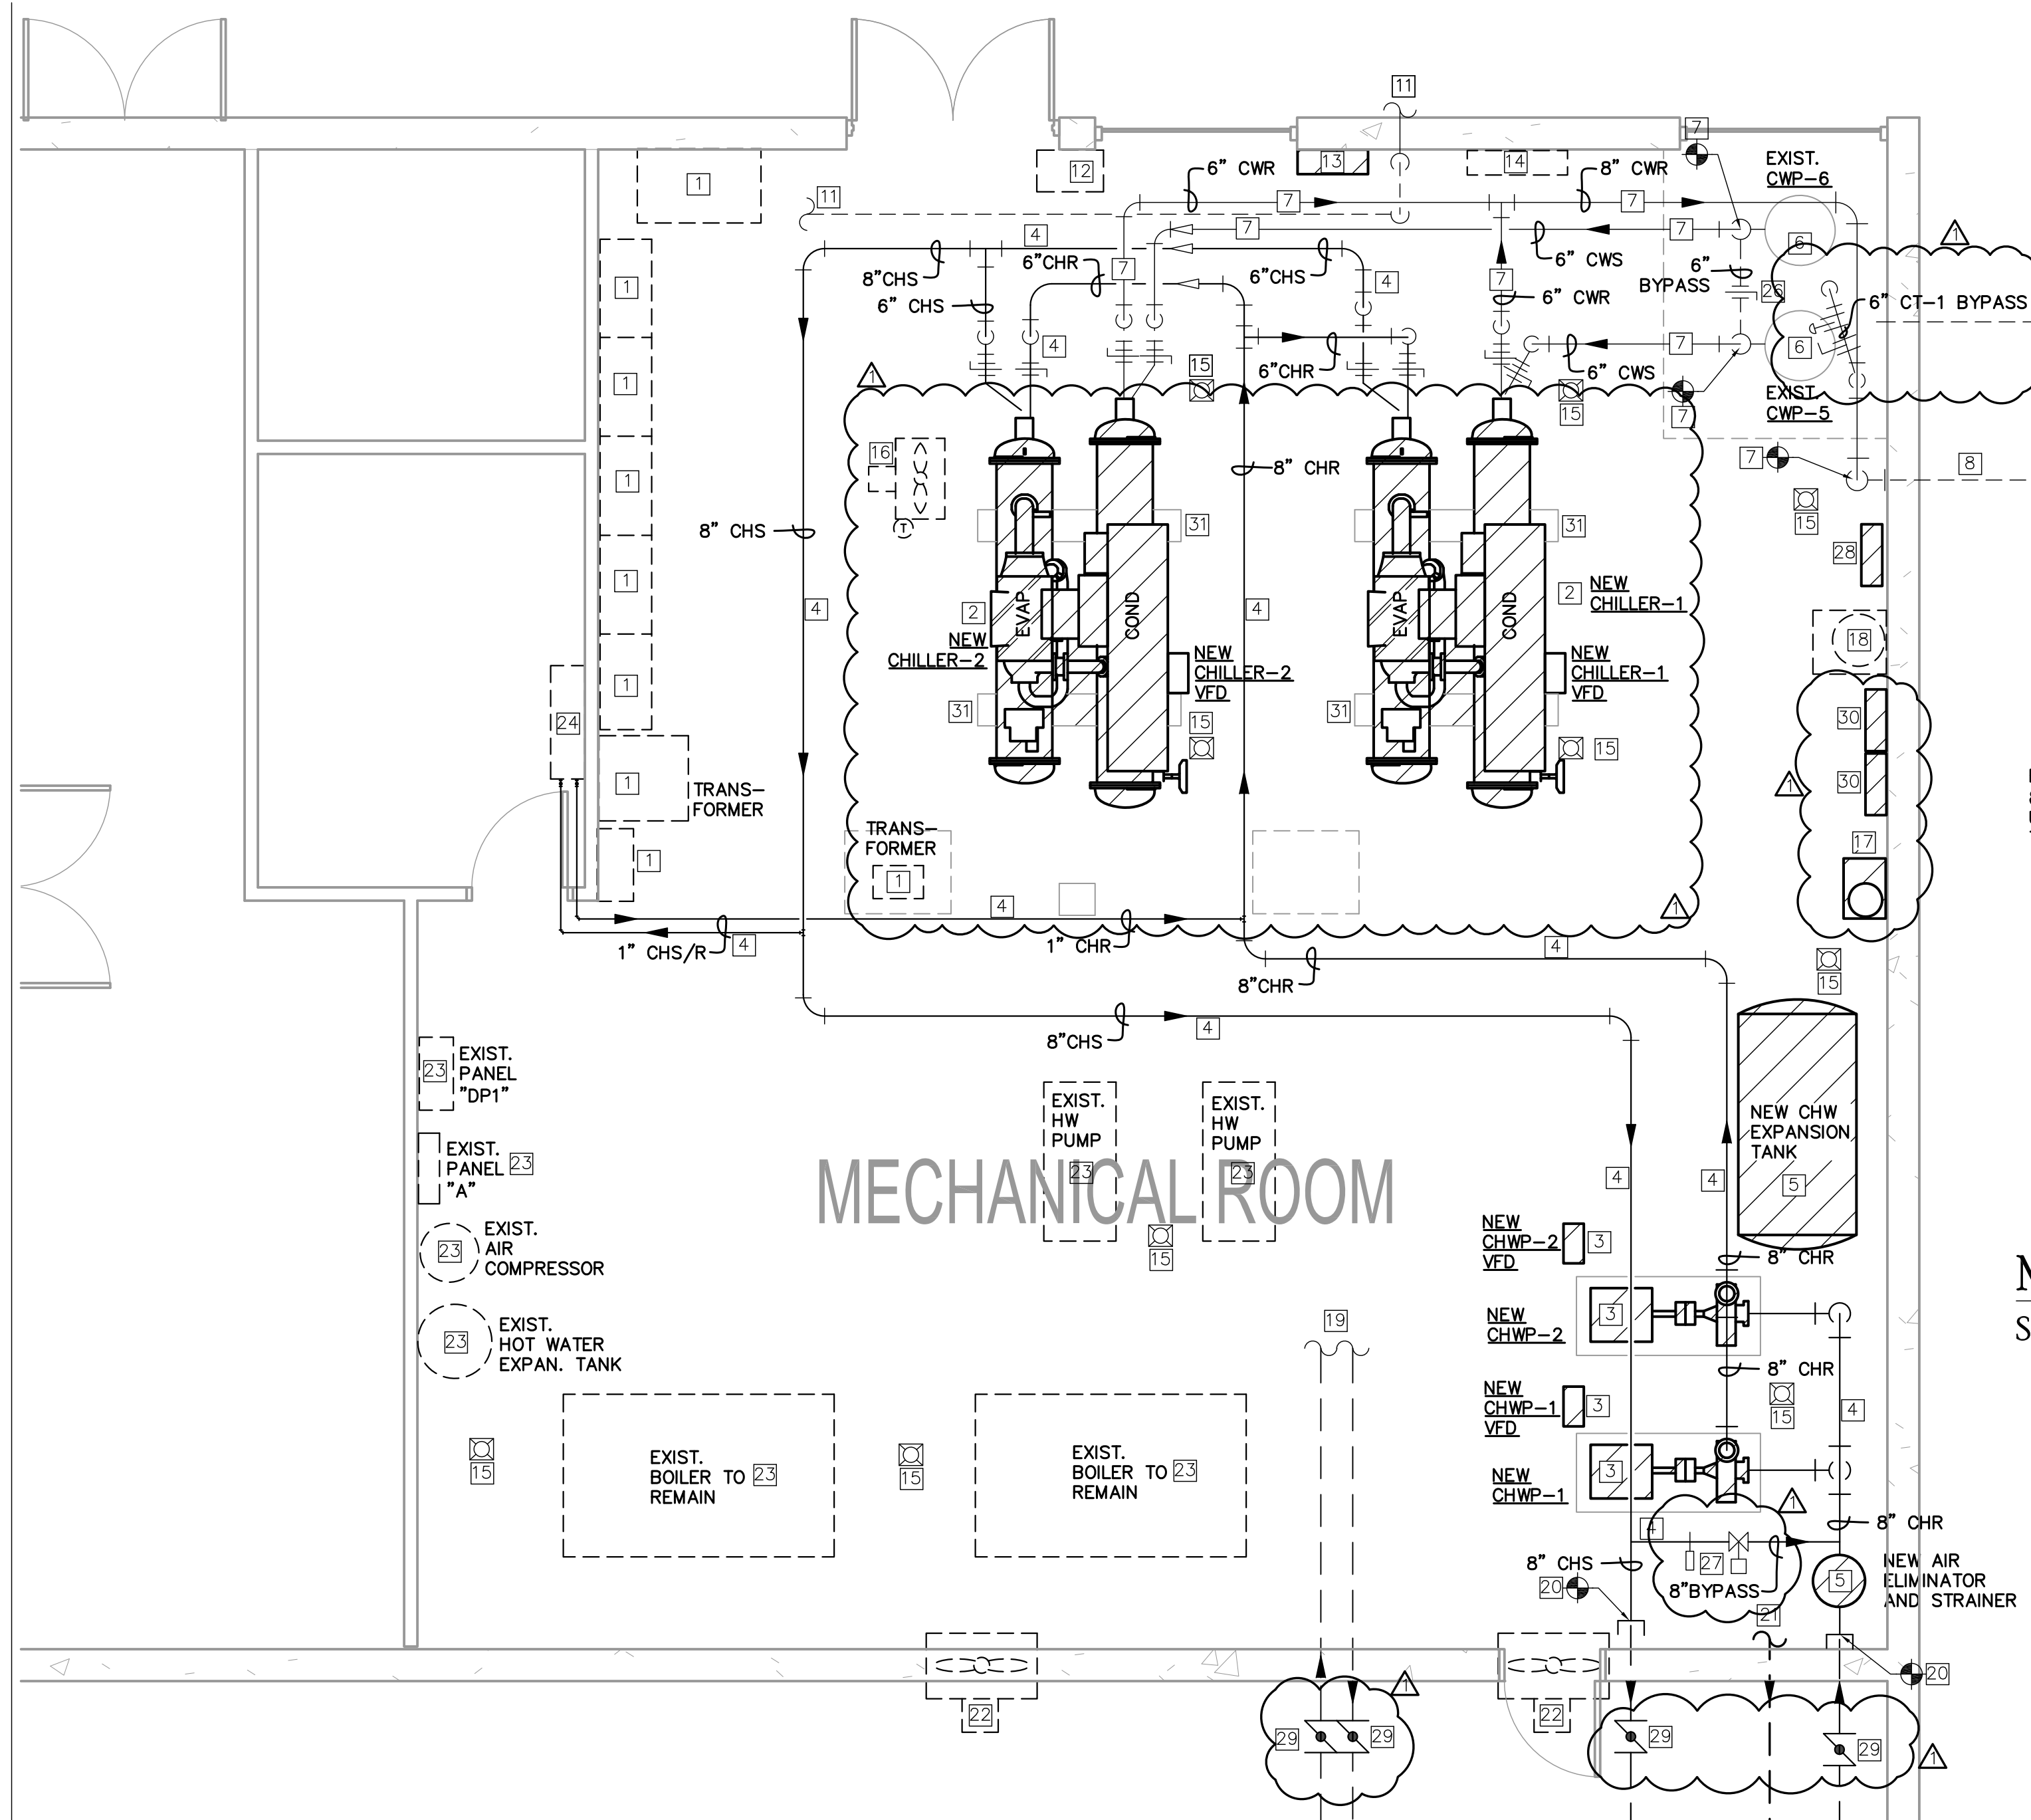 11
7
EXIST.
CWP-6
12
13
14
6" CWR
8" CWR
1
11
7
7
4
7
7
6
1
6"CHR
7
8"CHS
6"CHS
4
7
6" CWS
6"
BYPASS
26
6" CT-1 BYPASS
1
6" CHS
6" CWR
4
7
6
1
1
15
6"CHR
6" CWS
15
7
EXIST.
CWP-5
16
7
8
1
8" CHR
15
8" CHS
31
31
28
1
4
2
EVAP
COND
4
EVAP
COND
2
NEW
CHILLER-1
NEW
CHILLER-2
NEW
CHILLER-2
VFD
NEW
CHILLER-1
VFD
18
1
24
31
15
31
15
30
1
30
1
TRANS-
FORMER
TRANS-
FORMER
1
1
17
4
1
1" CHS/R
4
1" CHR
4
8"CHR
15
8"CHS
4
23
EXIST.
PANEL
"DP1"
EXIST.
HW
PUMP
23
EXIST.
HW
PUMP
23
NEW CHW
EXPANSION
TANK
5
EXIST.
PANEL
"A"
23
4
4
MECHANICAL ROOM
15
23
EXIST.
AIR
COMPRESSOR
NEW
CHWP-2
VFD
3
8" CHR
M
S
23
EXIST.
HOT WATER
EXPAN. TANK
19
NEW
CHWP-2
3
8" CHR
NEW
CHWP-1
VFD
3
15
4
15
EXIST.
BOILER TO
REMAIN
23
15
EXIST.
BOILER TO
REMAIN
23
NEW
CHWP-1
3
1
4
8" CHR
8" CHS
27
8"BYPASS
5
NEW AIR
ELIMINATOR
AND STRAINER
20
21
20
22
22
1
29
29
29
29
1